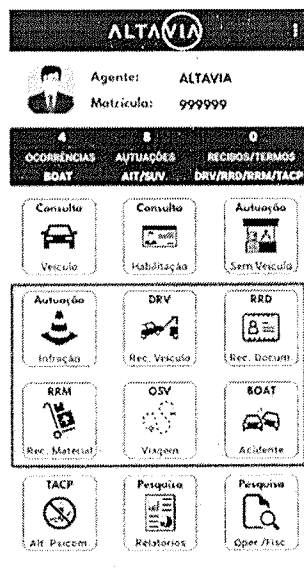 ALTAVIA
Agente: ALTAVIA
Matrícula: 999999
4 8 0
OCORRÊNCIAS AUTUAÇÕES RECIBOS/TERMOS
BOAT AIT/SUV DRV/RRD/RRM/TACP
Consulta Consulta Autuação
Veículo Habilitação Sem Veículo
Autuação DRV RRD
Infração Rec. Veículo Rec. Docum.
RRM OSV BOAT
Rec. Material Viagem Acidente
TACP Pesquisa Pesquisa
Alt. Psicom. Relatórios Oper./Fisc.